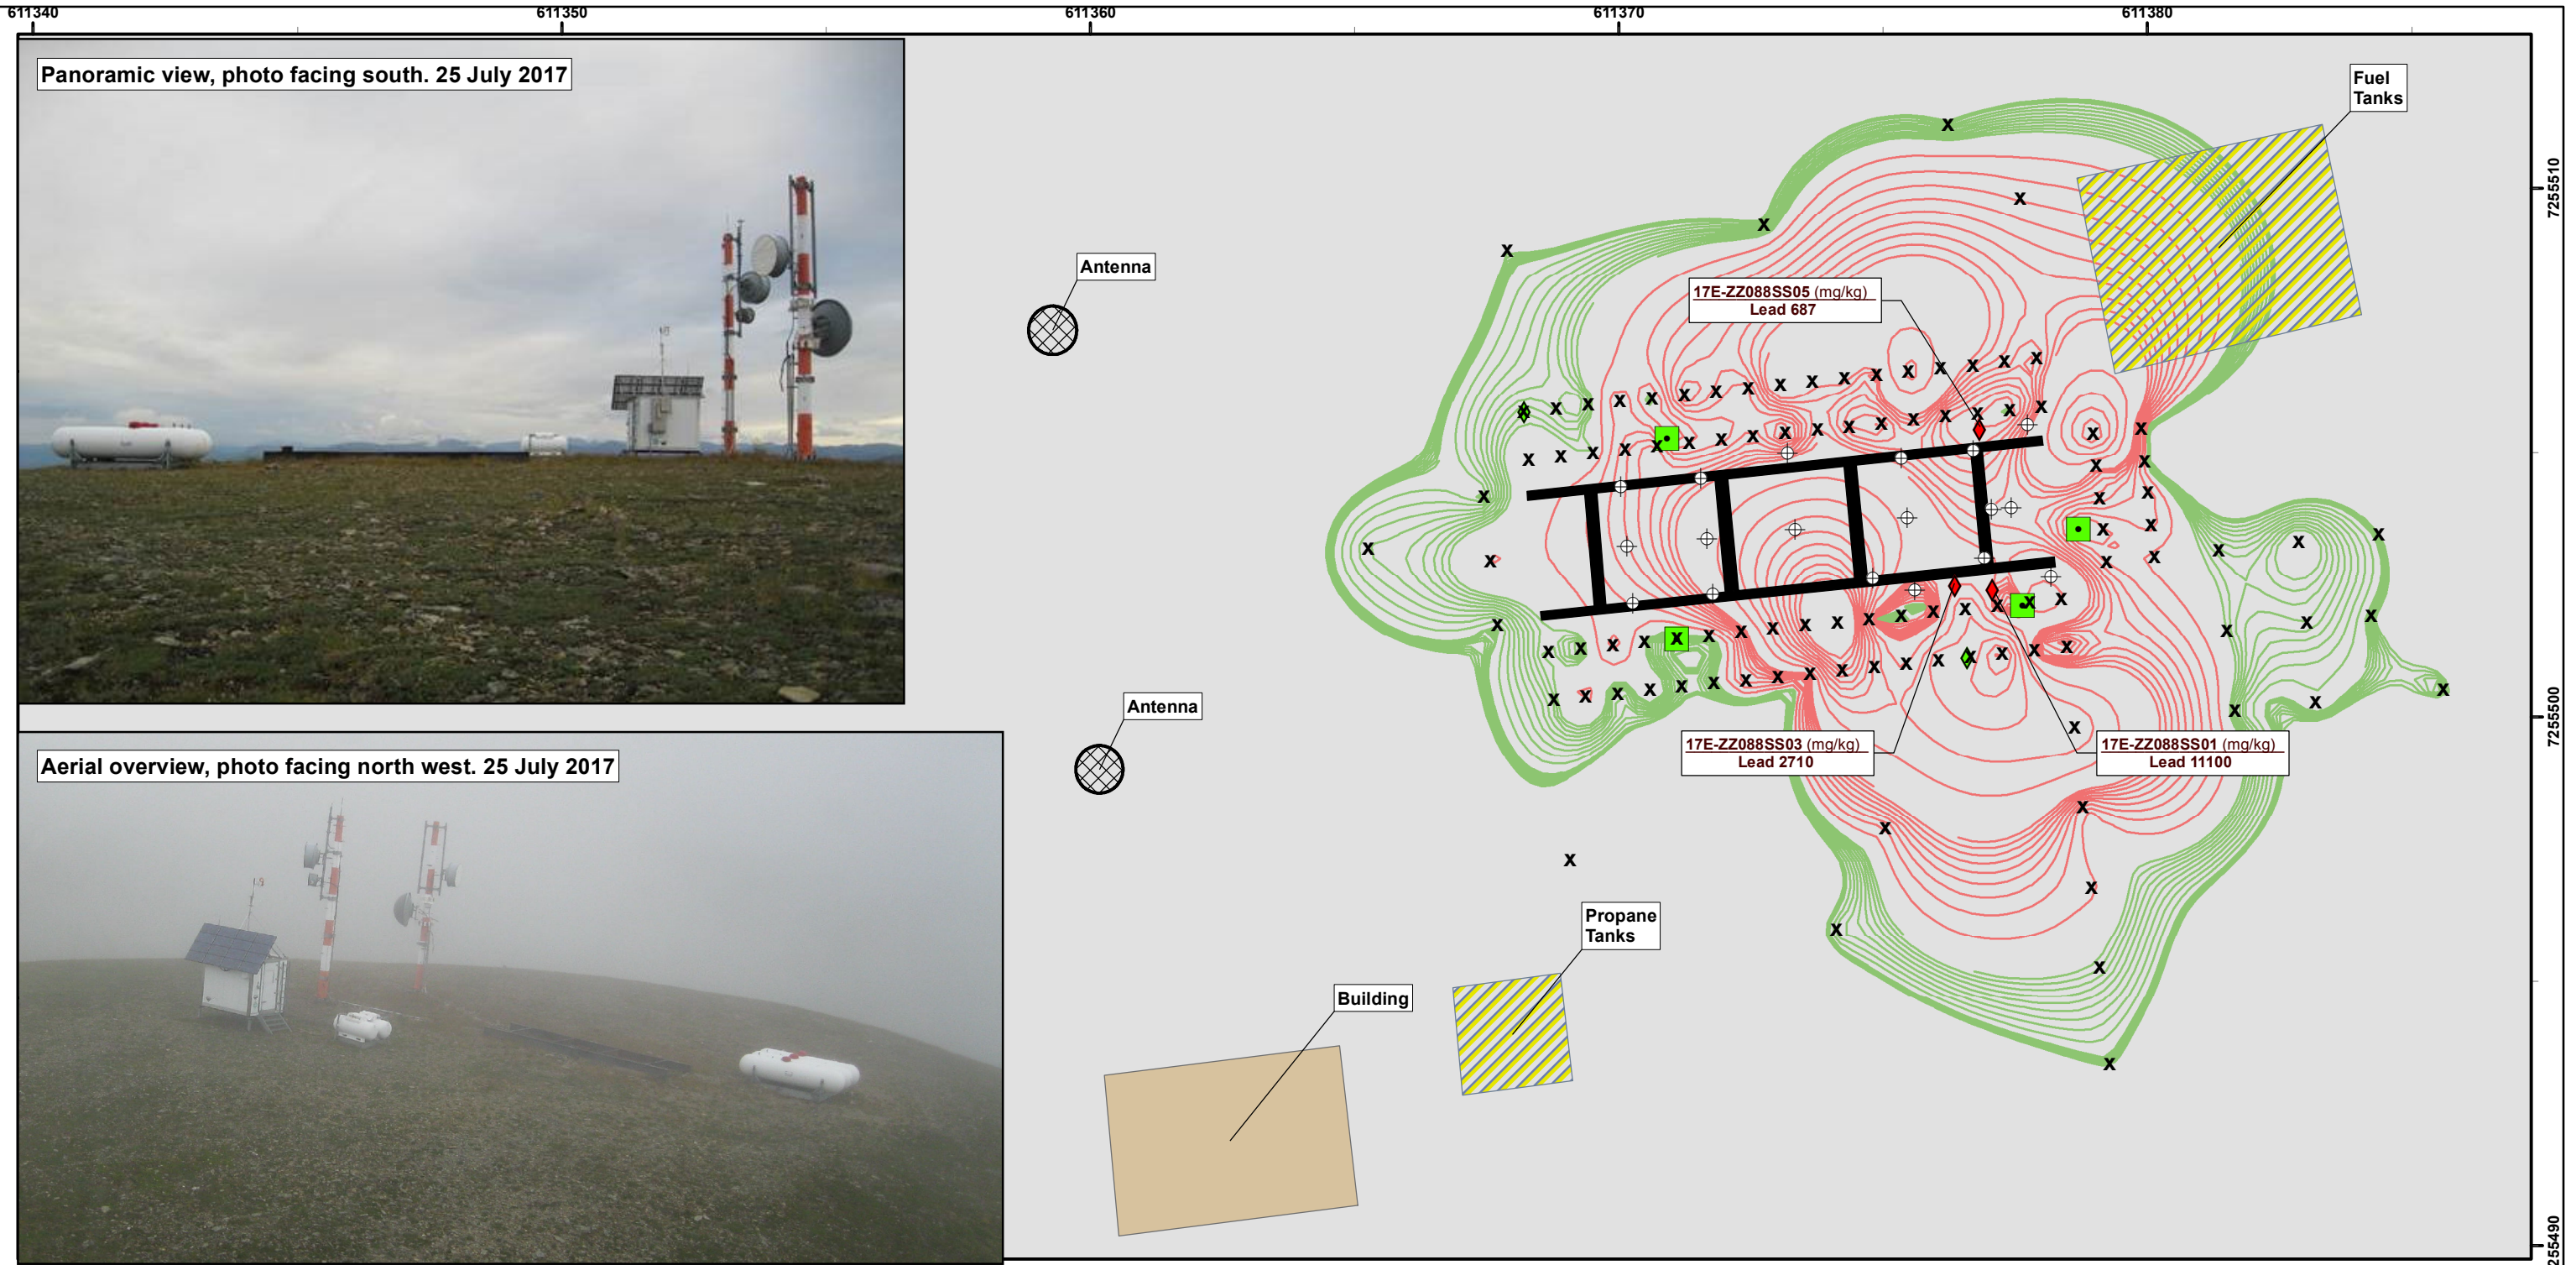 611340
611350
611360
611370
611380
Panoramic view, photo facing south. 25 July 2017
Fuel
Tanks
7255510
Antenna
17E-ZZ088SS05 (mg/kg)
Lead 687
Antenna
7255500
17E-ZZ088SS03 (mg/kg)
Lead 2710
17E-ZZ088SS01 (mg/kg)
Lead 11100
Aerial overview, photo facing north west. 25 July 2017
Propane
Tanks
Building
255490